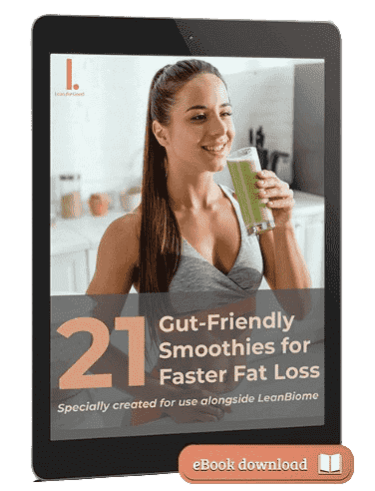 l.
21 Gut-Friendly
Smoothies for
Faster Fat Loss
Specially created for use alongside LeanBiome
eBook download